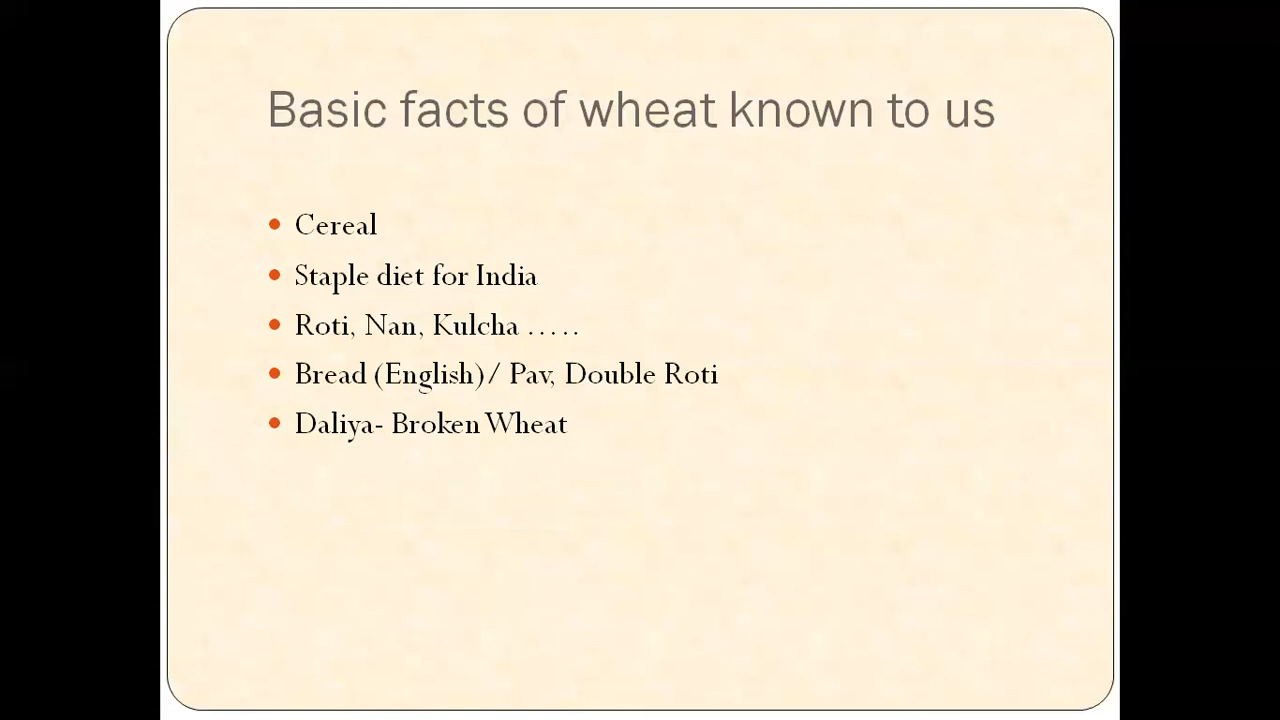 Basic facts of wheat known to us
• Cereal
• Staple diet for India
• Roti, Nan, Kulcha .....
• Bread (English)/ Pav, Double Roti
• Daliya- Broken Wheat